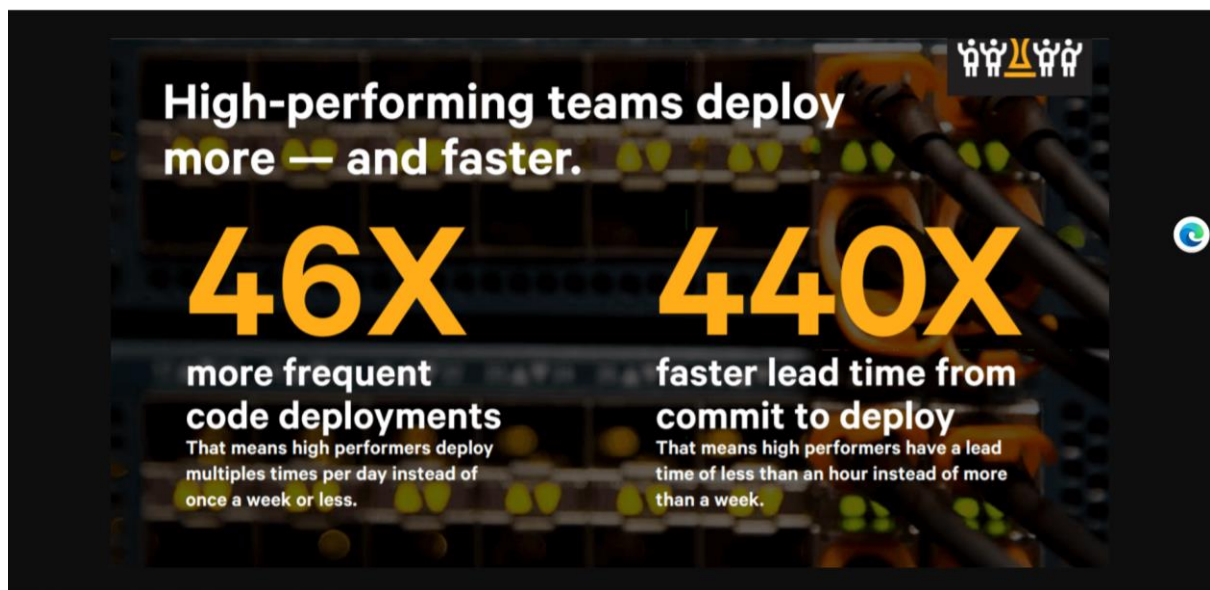 High-performing teams deploy
more — and faster.
46X
more frequent
code deployments
That means high performers deploy
multiples times per day instead of
once a week or less.
440X
faster lead time from
commit to deploy
That means high performers have a lead
time of less than an hour instead of more
than a week.